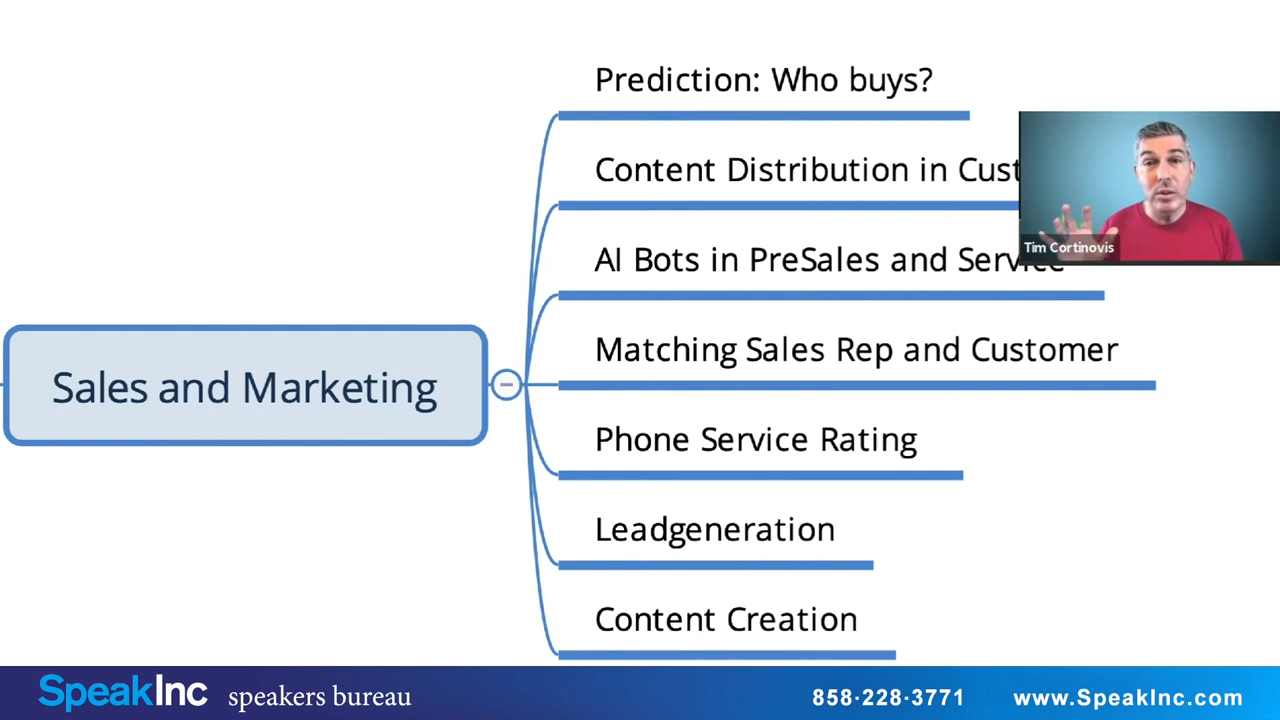 Prediction: Who buys?
Content Distribution in
AI Bots in PreSales and Service
Tim Cortinovis
Matching Sales Rep and Customer
Sales and Marketing
Phone Service Rating
Leadgeneration
Content Creation
SpeakInc speakers bureau
858·228·3771
www.SpeakInc.com